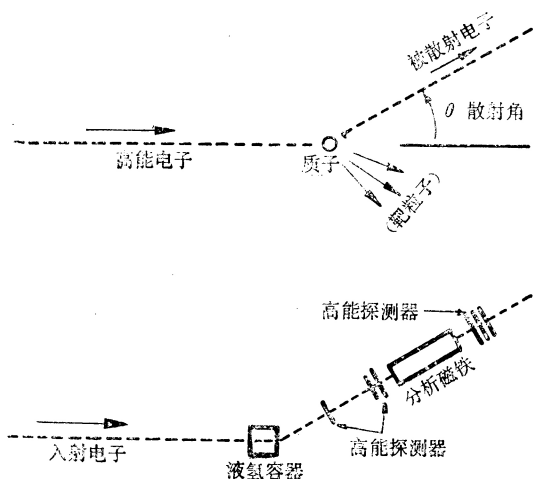 被散射电子
θ 散射角
高能电子
质子
(靶粒子)
高能探测器
分析磁铁
入射电子
高能探测器
液氢容器